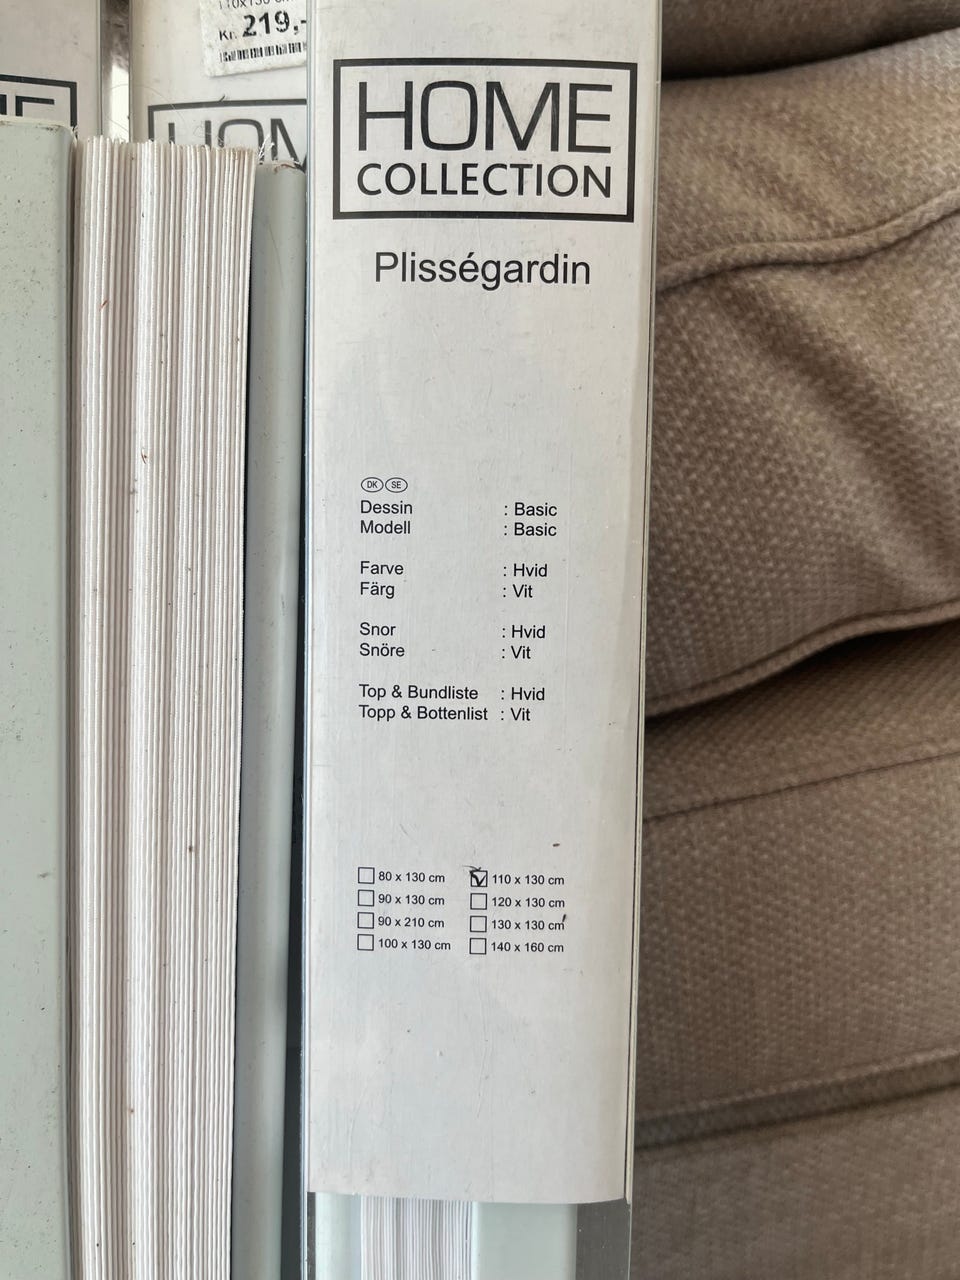 Kr. 219,-
HOME
COLLECTION
Plisségardin
DK SE
Dessin : Basic
Modell : Basic
Farve : Hvid
Färg : Vit
Snor : Hvid
Snöre : Vit
Top & Bundliste : Hvid
Topp & Bottenlist : Vit
80 x 130 cm
90 x 130 cm
90 x 210 cm
100 x 130 cm
110 x 130 cm
120 x 130 cm
130 x 130 cm
140 x 160 cm